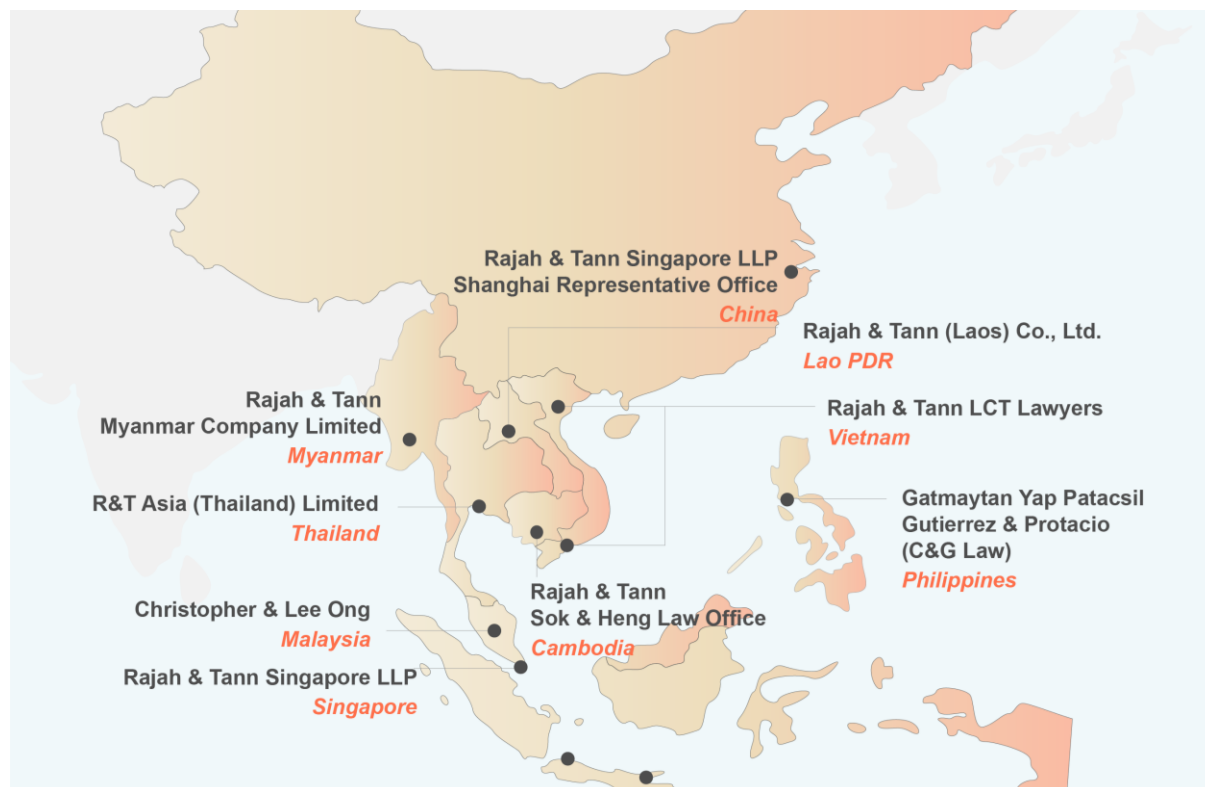 Rajah & Tann Singapore LLP
Shanghai Representative Office
China
Rajah & Tann (Laos) Co., Ltd.
Lao PDR
Rajah & Tann
Myanmar Company Limited
Myanmar
Rajah & Tann LCT Lawyers
Vietnam
R&T Asia (Thailand) Limited
Thailand
Gatmaytan Yap Patacsil
Gutierrez & Protacio
(C&G Law)
Philippines
Rajah & Tann
Sok & Heng Law Office
Cambodia
Christopher & Lee Ong
Malaysia
Rajah & Tann Singapore LLP
Singapore